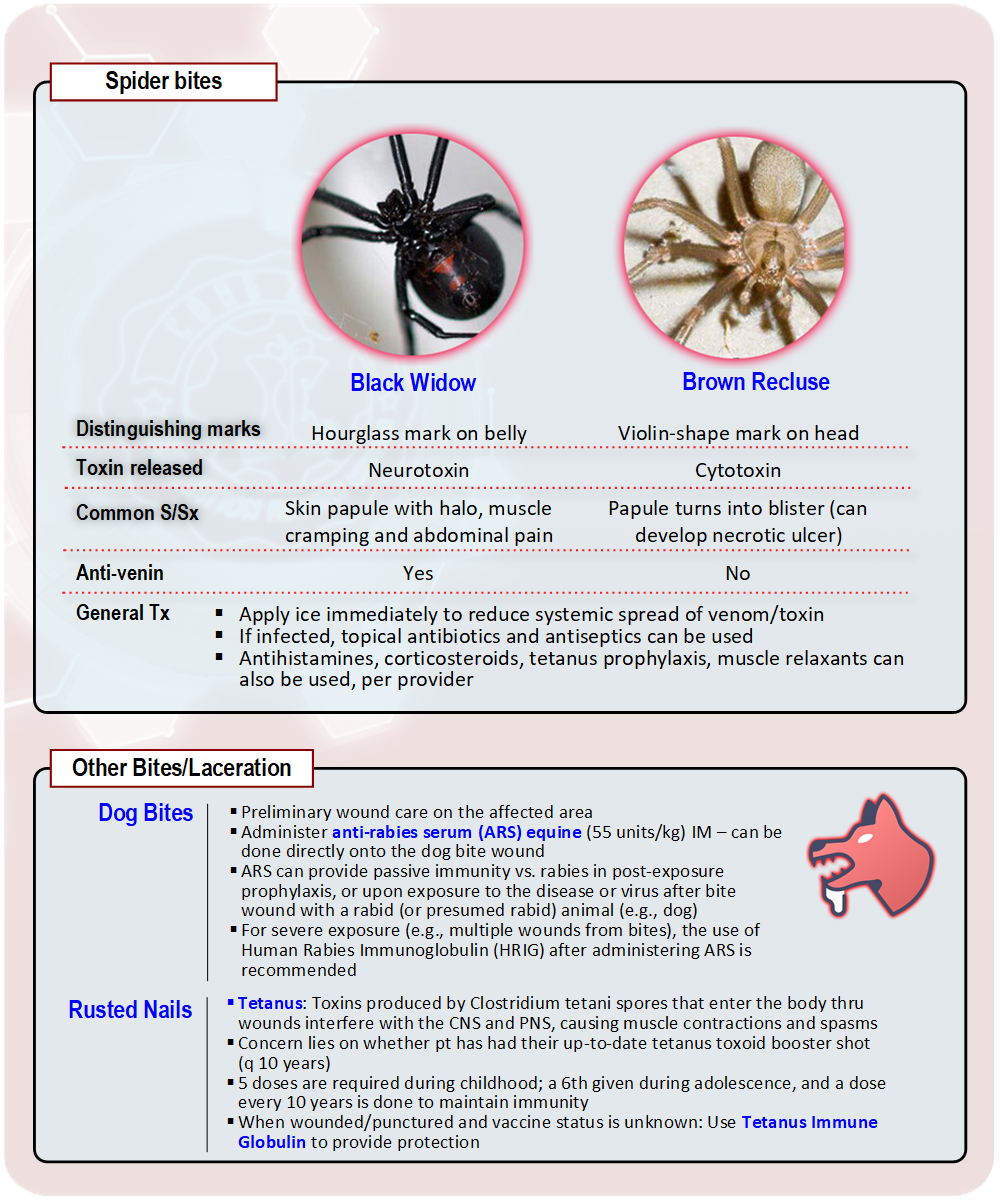 Spider bites
Black Widow
Brown Recluse
Distinguishing marks
Hourglass mark on belly
Violin-shape mark on head
Toxin released
Neurotoxin
Cytotoxin
Common S/Sx
Skin papule with halo, muscle
cramping and abdominal pain
Papule turns into blister (can
develop necrotic ulcer)
Anti-venin
Yes
No
General Tx
▪ Apply ice immediately to reduce systemic spread of venom/toxin
▪ If infected, topical antibiotics and antiseptics can be used
▪ Antihistamines, corticosteroids, tetanus prophylaxis, muscle relaxants can
also be used, per provider
Other Bites/Laceration
Dog Bites
▪ Preliminary wound care on the affected area
▪ Administer anti-rabies serum (ARS) equine (55 units/kg) IM – can be
done directly onto the dog bite wound
▪ ARS can provide passive immunity vs. rabies in post-exposure
prophylaxis, or upon exposure to the disease or virus after bite
wound with a rabid (or presumed rabid) animal (e.g., dog)
▪ For severe exposure (e.g., multiple wounds from bites), the use of
Human Rabies Immunoglobulin (HRIG) after administering ARS is
recommended
Rusted Nails
▪ Tetanus: Toxins produced by Clostridium tetani spores that enter the body thru
wounds interfere with the CNS and PNS, causing muscle contractions and spasms
▪ Concern lies on whether pt has had their up-to-date tetanus toxoid booster shot
(q 10 years)
▪ 5 doses are required during childhood; a 6th given during adolescence, and a dose
every 10 years is done to maintain immunity
▪ When wounded/punctured and vaccine status is unknown: Use Tetanus Immune
Globulin to provide protection